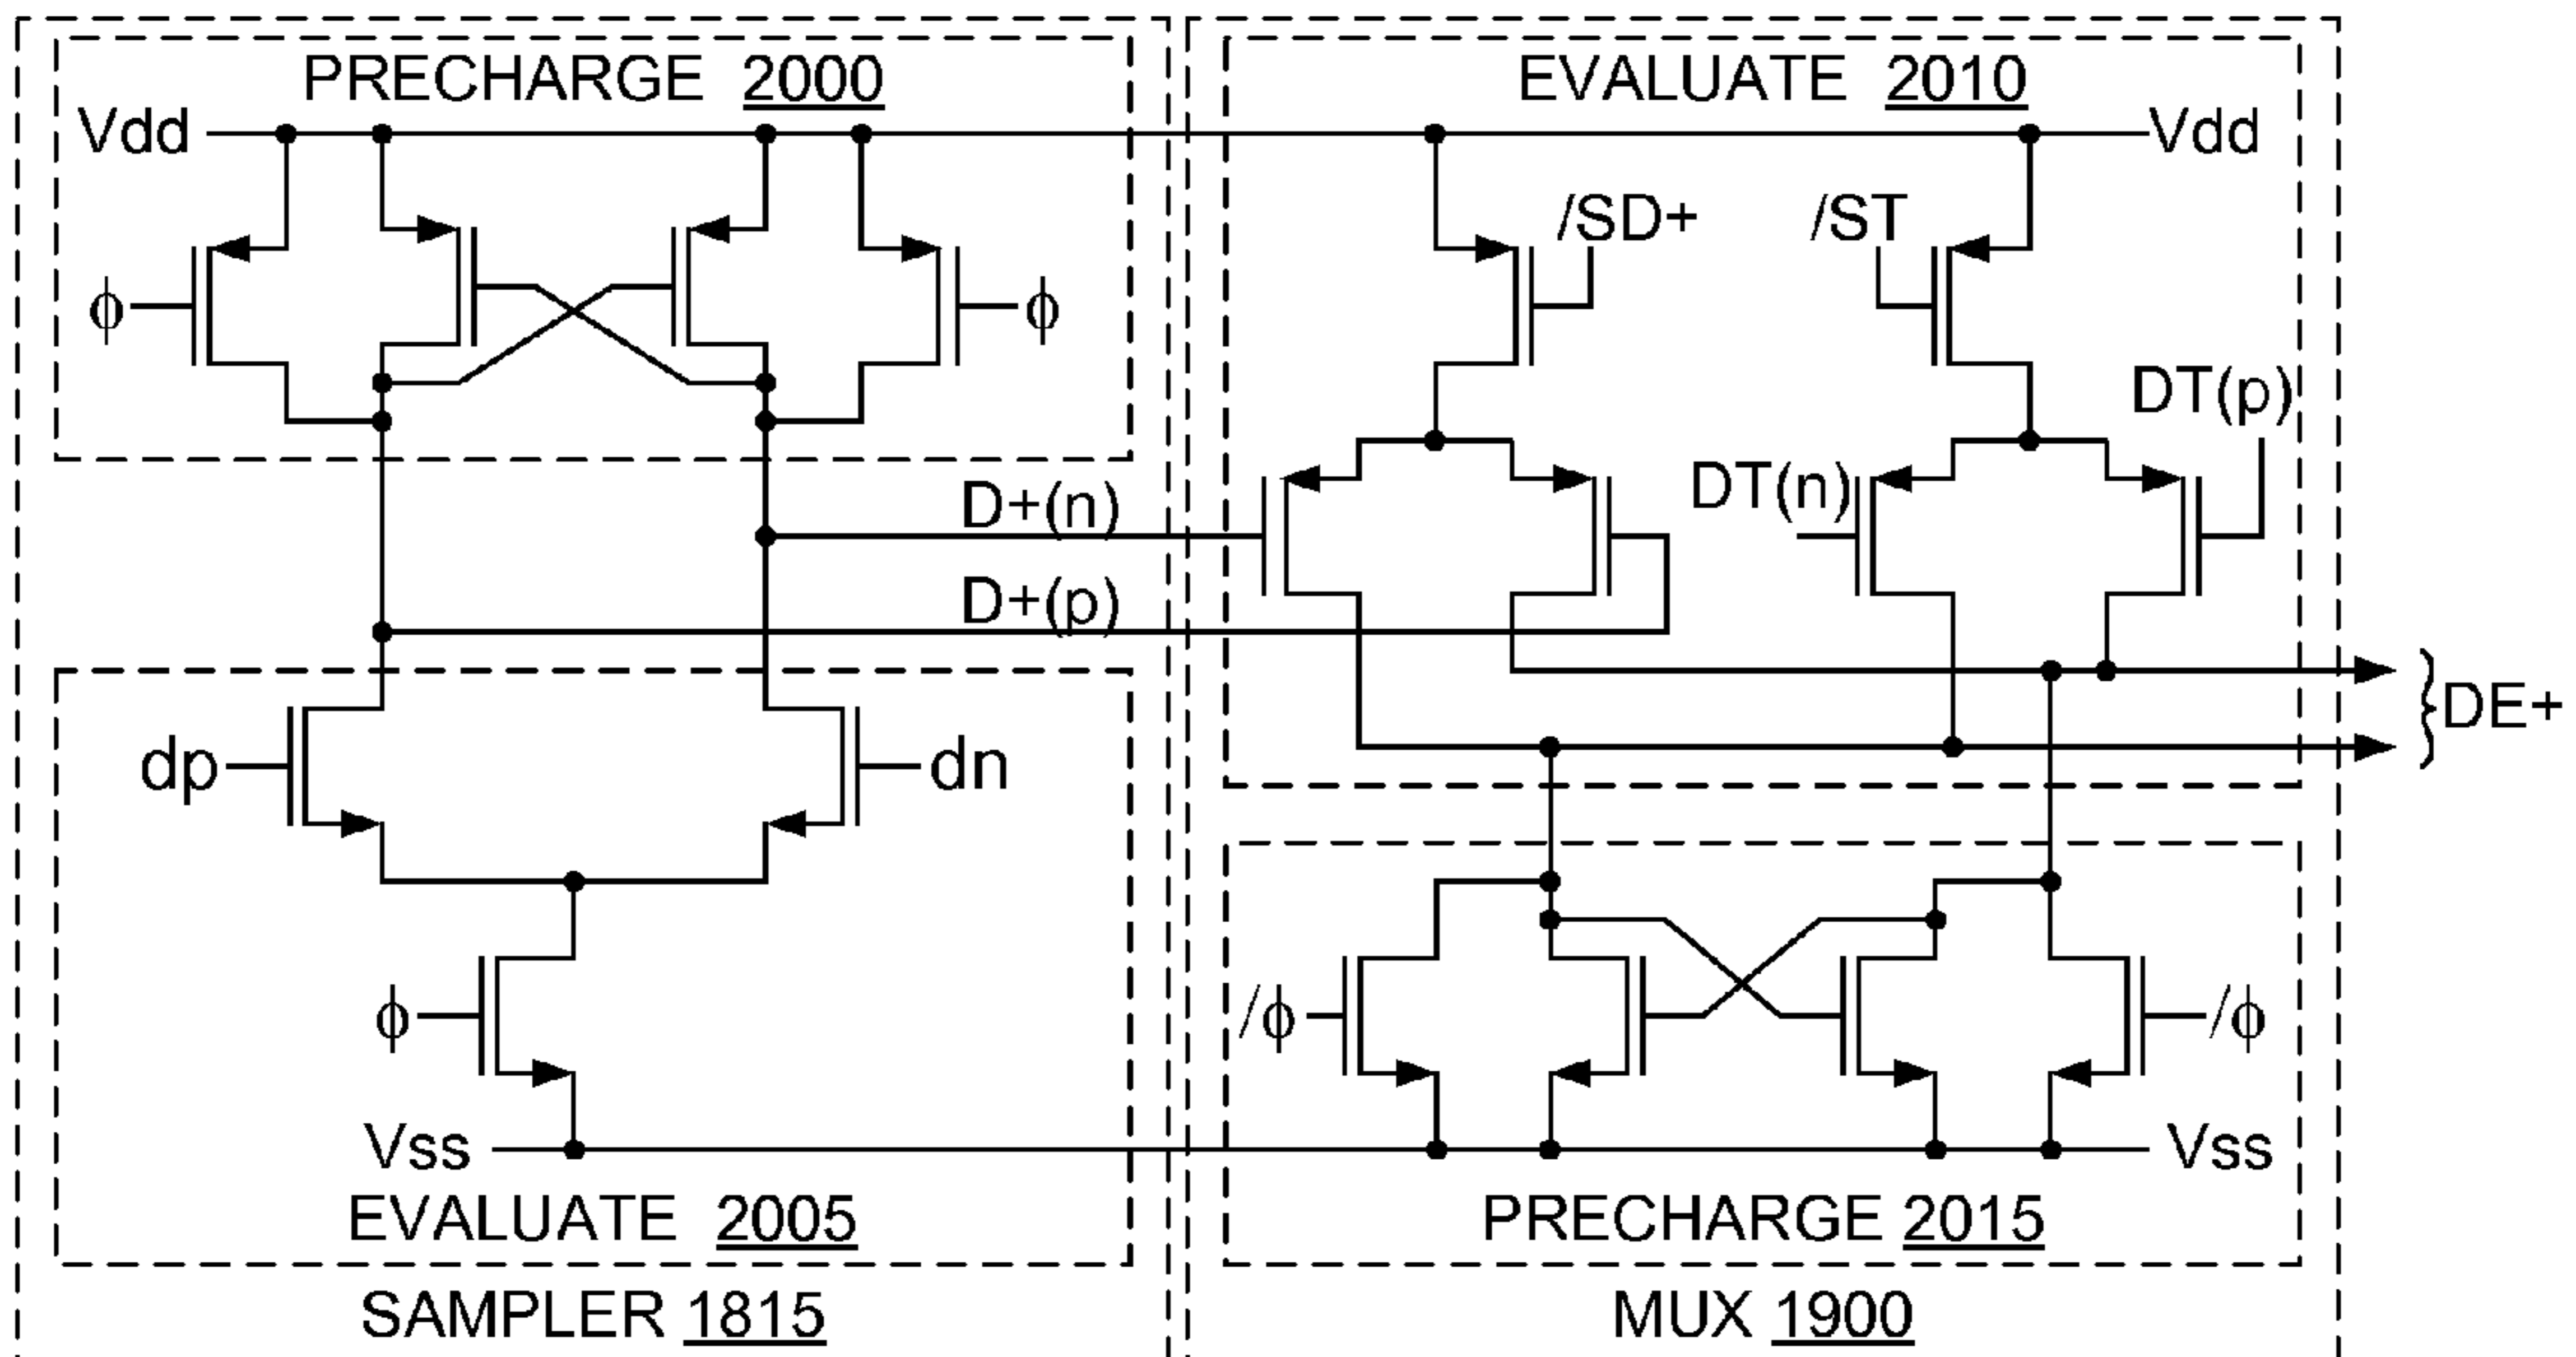 PRECHARGE 2000
EVALUATE 2010
Vdd
Vdd
/SD+
/ST
ϕ
ϕ
DT(p)
DT(n)
D+(n)
D+(p)
DE+
dp
dn
ϕ
/ϕ
/ϕ
Vss
Vss
EVALUATE 2005
PRECHARGE 2015
SAMPLER 1815
MUX 1900